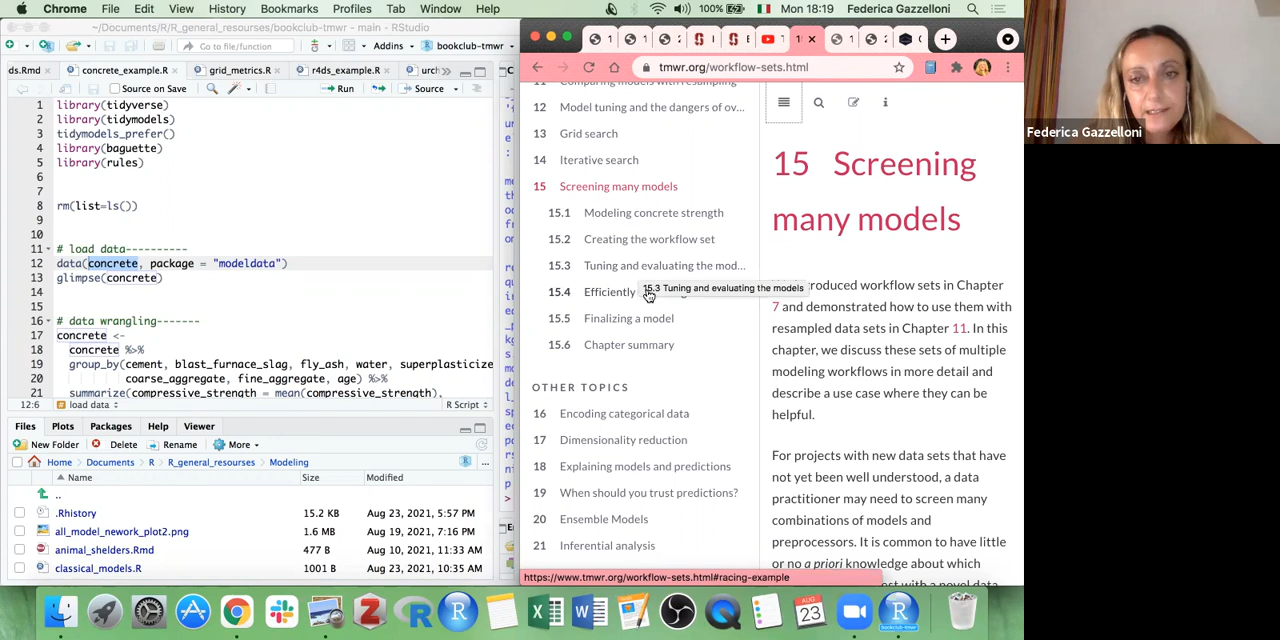 Chrome File Edit View History Bookmarks Profiles Tab Window Help 100% Mon 18:19 Federica Gazzelloni
~/Documents/R/R_general_resourses/bookclub-tmwr - main - RStudio
Go to file/function Addins bookclub-tmwr
ds.Rmd concrete_example.R grid_metrics.R r4ds_example.R urcl
Source on Save Run Source
1 library(tidyverse)
2 library(tidymodels)
3 tidymodels_prefer()
4 library(baguette)
5 library(rules)
6
7
8 rm(list=ls())
9
10
11 # load data----------
12 data(concrete, package = "modeldata")
13 glimpse(concrete)
14
15
16 # data wrangling-------
17 concrete <-
18 concrete %>%
19 group_by(cement, blast_furnace_slag, fly_ash, water, superplasticize
20 coarse_aggregate, fine_aggregate, age) %>%
21 summarize(compressive_strength = mean(compressive_strength),
12:6 load data R Script
Files Plots Packages Help Viewer
New Folder Delete Rename More
Home Documents R R_general_resourses Modeling
Name Size Modified
..
.Rhistory 15.2 KB Aug 23, 2021, 5:57 PM
all_model_nework_plot2.png 1.6 MB Aug 19, 2021, 7:16 PM
animal_shelders.Rmd 477 B Aug 10, 2021, 11:33 AM
classical_models.R 1001 B Aug 23, 2021, 10:35 AM
tmwr.org/workflow-sets.html
12 Model tuning and the dangers of ov...
13 Grid search
14 Iterative search
15 Screening many models
15.1 Modeling concrete strength
15.2 Creating the workflow set
15.3 Tuning and evaluating the mod...
15.3 Tuning and evaluating the models
15.4 Efficiently
15.5 Finalizing a model
15.6 Chapter summary
OTHER TOPICS
16 Encoding categorical data
17 Dimensionality reduction
18 Explaining models and predictions
19 When should you trust predictions?
20 Ensemble Models
21 Inferential analysis
https://www.tmwr.org/workflow-sets.html#racing-example
15 Screening
many models
roduced workflow sets in Chapter
7 and demonstrated how to use them with
resampled data sets in Chapter 11. In this
chapter, we discuss these sets of multiple
modeling workflows in more detail and
describe a use case where they can be
helpful.
For projects with new data sets that have
not yet been well understood, a data
practitioner may need to screen many
combinations of models and
preprocessors. It is common to have little
or no a priori knowledge about which
Federica Gazzelloni
AUG
23
bookclub-tmwr